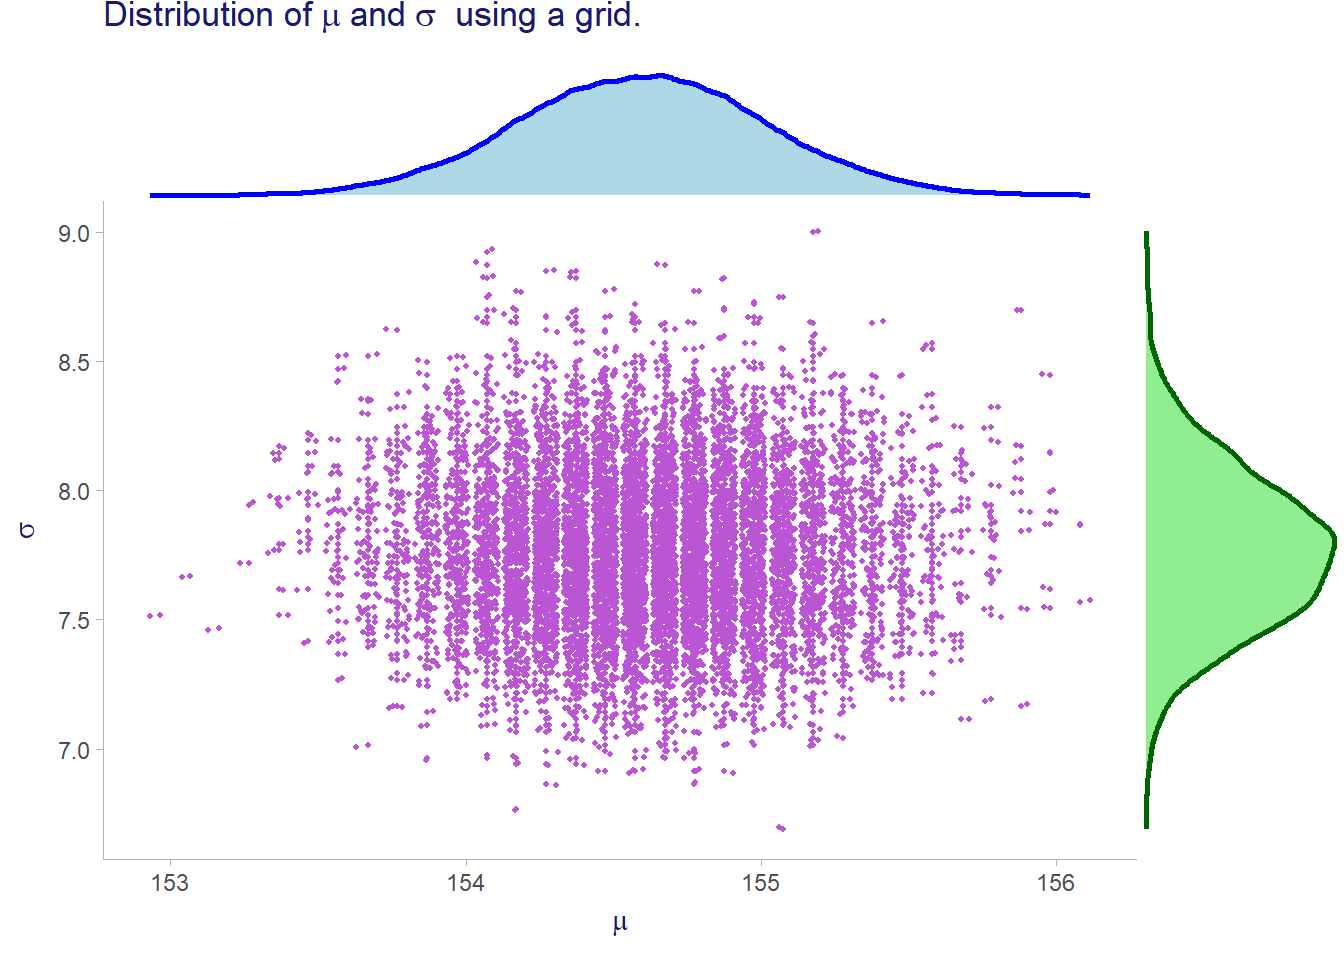 Distribution of μ and σ  using a grid.
9.0
8.5
8.0
7.5
7.0
σ
153 154 155 156
μ